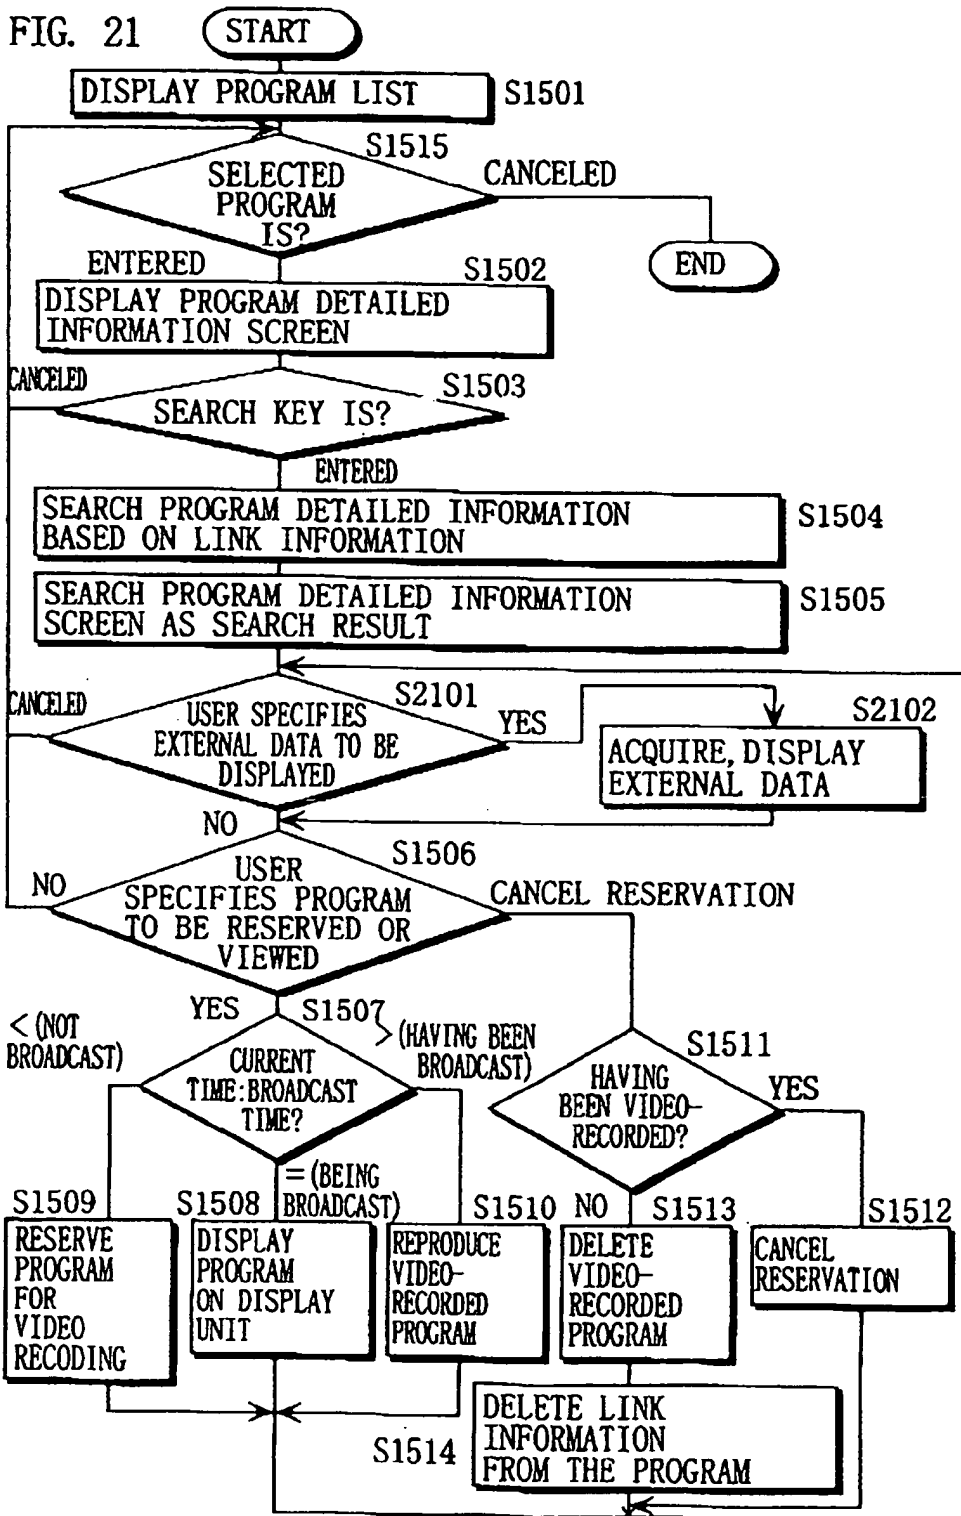 FIG. 21
START
DISPLAY PROGRAM LIST
S1501
S1515
SELECTED
PROGRAM
IS?
CANCELED
END
ENTERED
S1502
DISPLAY PROGRAM DETAILED
INFORMATION SCREEN
CANCELED
S1503
SEARCH KEY IS?
ENTERED
SEARCH PROGRAM DETAILED INFORMATION
BASED ON LINK INFORMATION
S1504
SEARCH PROGRAM DETAILED INFORMATION
SCREEN AS SEARCH RESULT
S1505
CANCELED
S2101
USER SPECIFIES
EXTERNAL DATA TO BE
DISPLAYED
YES
S2102
ACQUIRE, DISPLAY
EXTERNAL DATA
NO
S1506
NO
USER
SPECIFIES PROGRAM
TO BE RESERVED OR
VIEWED
CANCEL RESERVATION
YES
S1507
< (NOT
BROADCAST)
> (HAVING BEEN
BROADCAST)
CURRENT
TIME:BROADCAST
TIME?
S1511
HAVING
BEEN VIDEO-
RECORDED?
YES
= (BEING
BROADCAST)
S1509
RESERVE
PROGRAM
FOR
VIDEO
RECODING
S1508
DISPLAY
PROGRAM
ON DISPLAY
UNIT
S1510
REPRODUCE
VIDEO-
RECORDED
PROGRAM
NO
S1513
DELETE
VIDEO-
RECORDED
PROGRAM
S1512
CANCEL
RESERVATION
S1514
DELETE LINK
INFORMATION
FROM THE PROGRAM